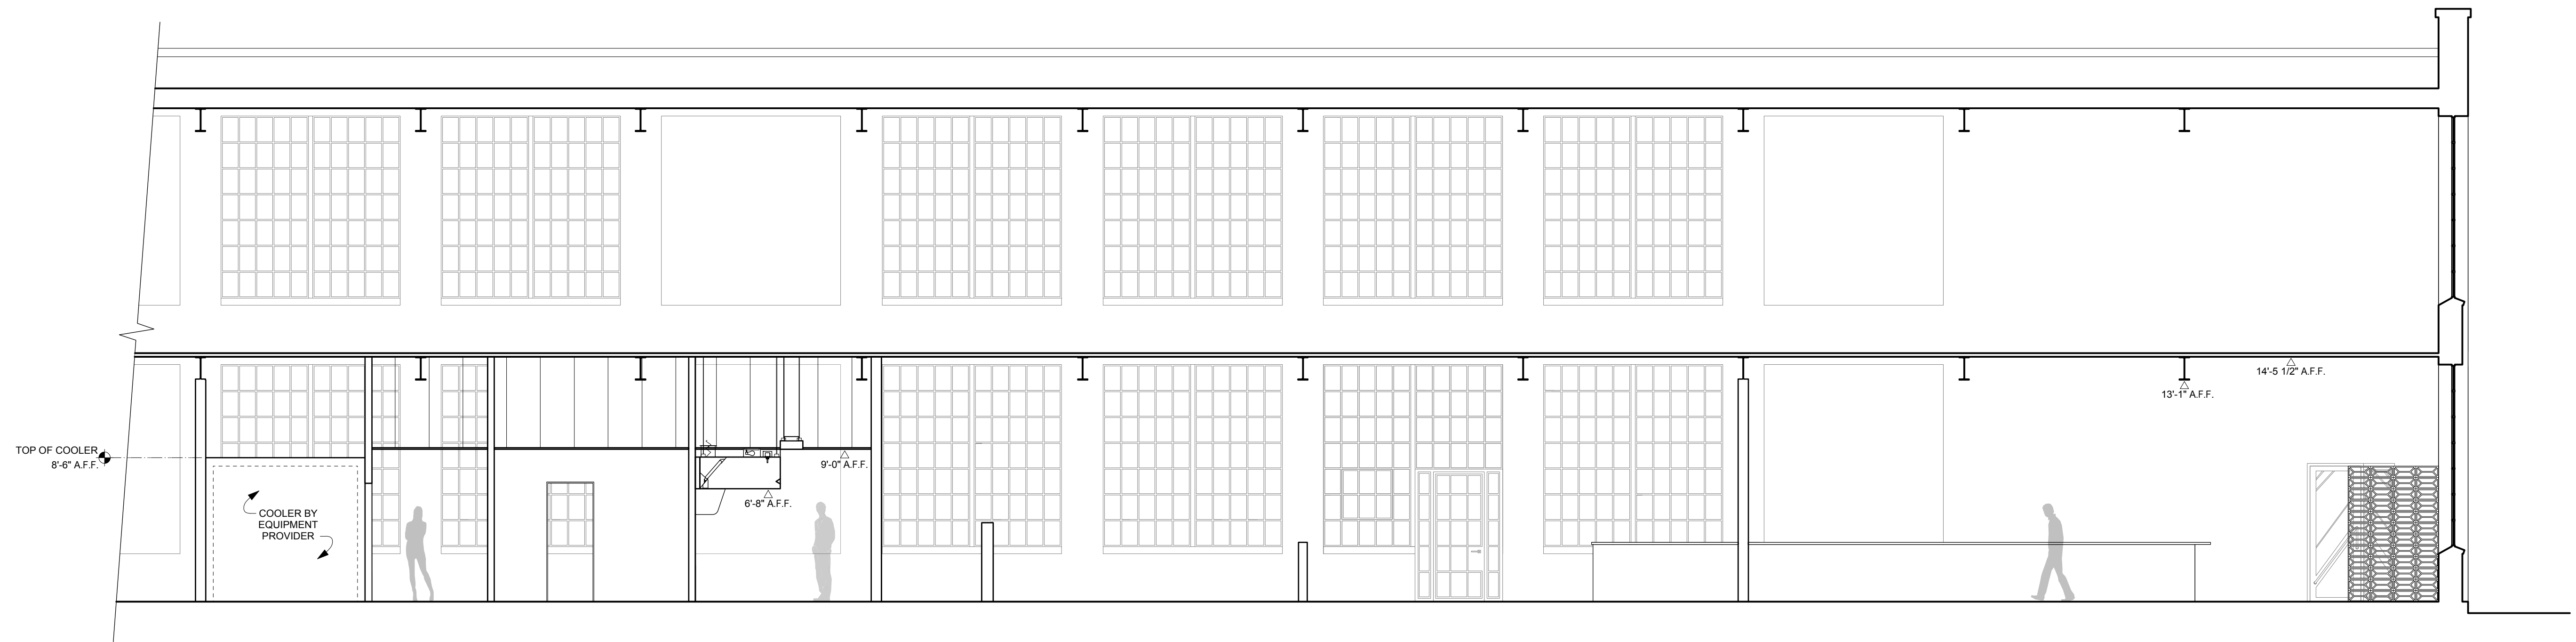 TOP OF COOLER
8'-6" A.F.F.
COOLER BY
EQUIPMENT
PROVIDER
6'-8" A.F.F.
9'-0" A.F.F.
13'-1" A.F.F.
14'-5 1/2" A.F.F.